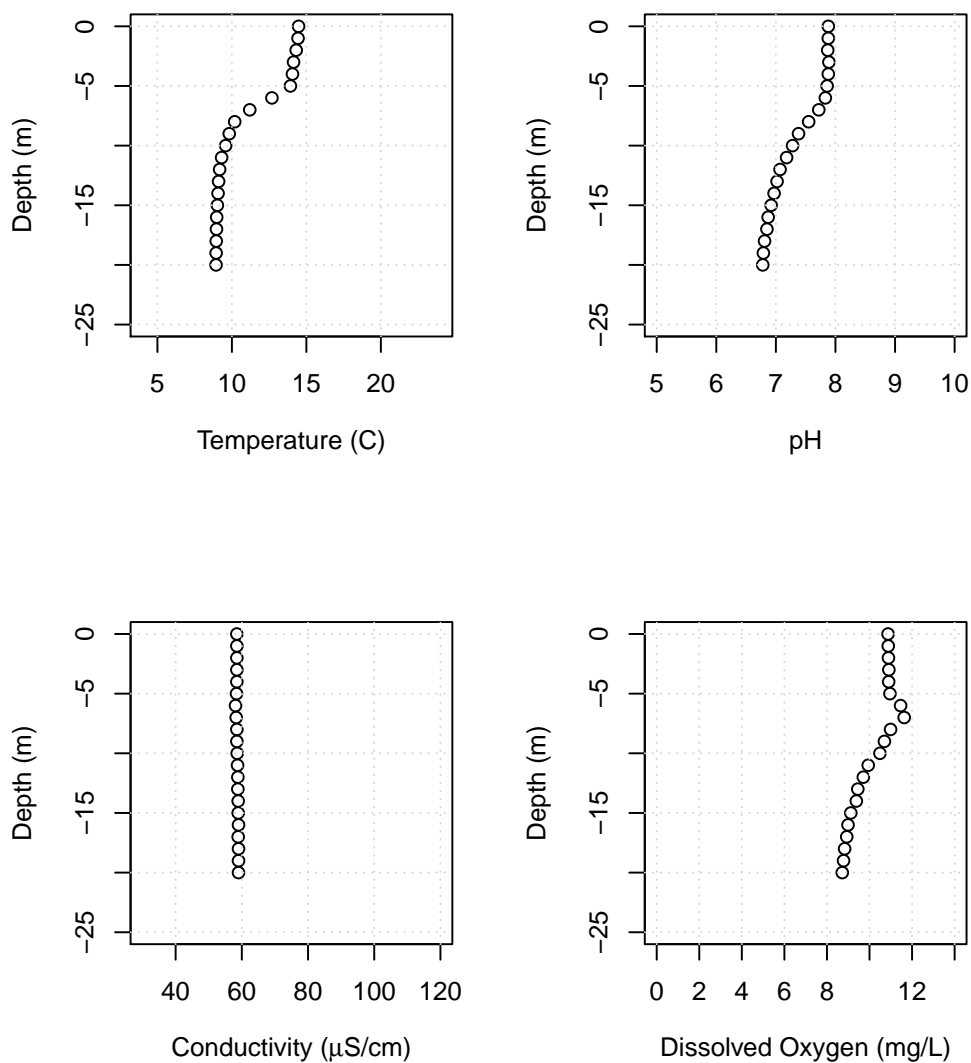 0
−5
−15
−25
Depth (m)
5 10 15 20
Temperature (C)
0
−5
−15
−25
Depth (m)
5 6 7 8 9 10
pH
0
−5
−15
−25
Depth (m)
40 60 80 100 120
Conductivity (μS/cm)
0
−5
−15
−25
Depth (m)
0 2 4 6 8 12
Dissolved Oxygen (mg/L)